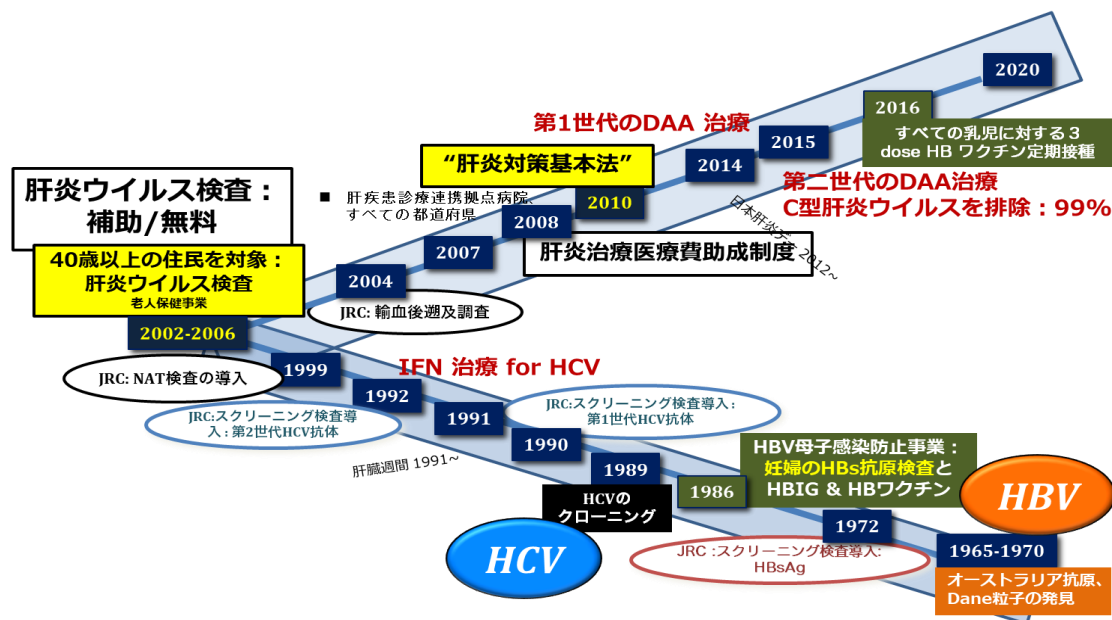 2020
2016
すべての乳児に対する3
dose HB ワクチン定期接種
第1世代のDAA 治療
2015
2014
“肝炎対策基本法”
第二世代のDAA治療
C型肝炎ウイルスを排除：99%
肝炎ウイルス検査：
補助/無料
■ 肝疾患診療連携拠点病院、
すべての都道府県
2010
2008
日本肝炎デー 2012~
肝炎治療医療費助成制度
2007
40歳以上の住民を対象：
肝炎ウイルス検査
老人保健事業
2004
JRC: 輸血後遡及調査
2002-2006
JRC: NAT検査の導入
1999
IFN 治療 for HCV
1992
JRC:スクリーニング検査導
入：第2世代HCV抗体
1991
JRC:スクリーニング検査導入：
第1世代HCV抗体
肝臓週間 1991~
1990
1989
HCVの
クローニング
HCV
HBV母子感染防止事業：
妊婦のHBs抗原検査と
HBIG & HBワクチン
1986
HBV
1972
JRC :スクリーニング検査導入:
HBsAg
1965-1970
オーストラリア抗原、
Dane粒子の発見